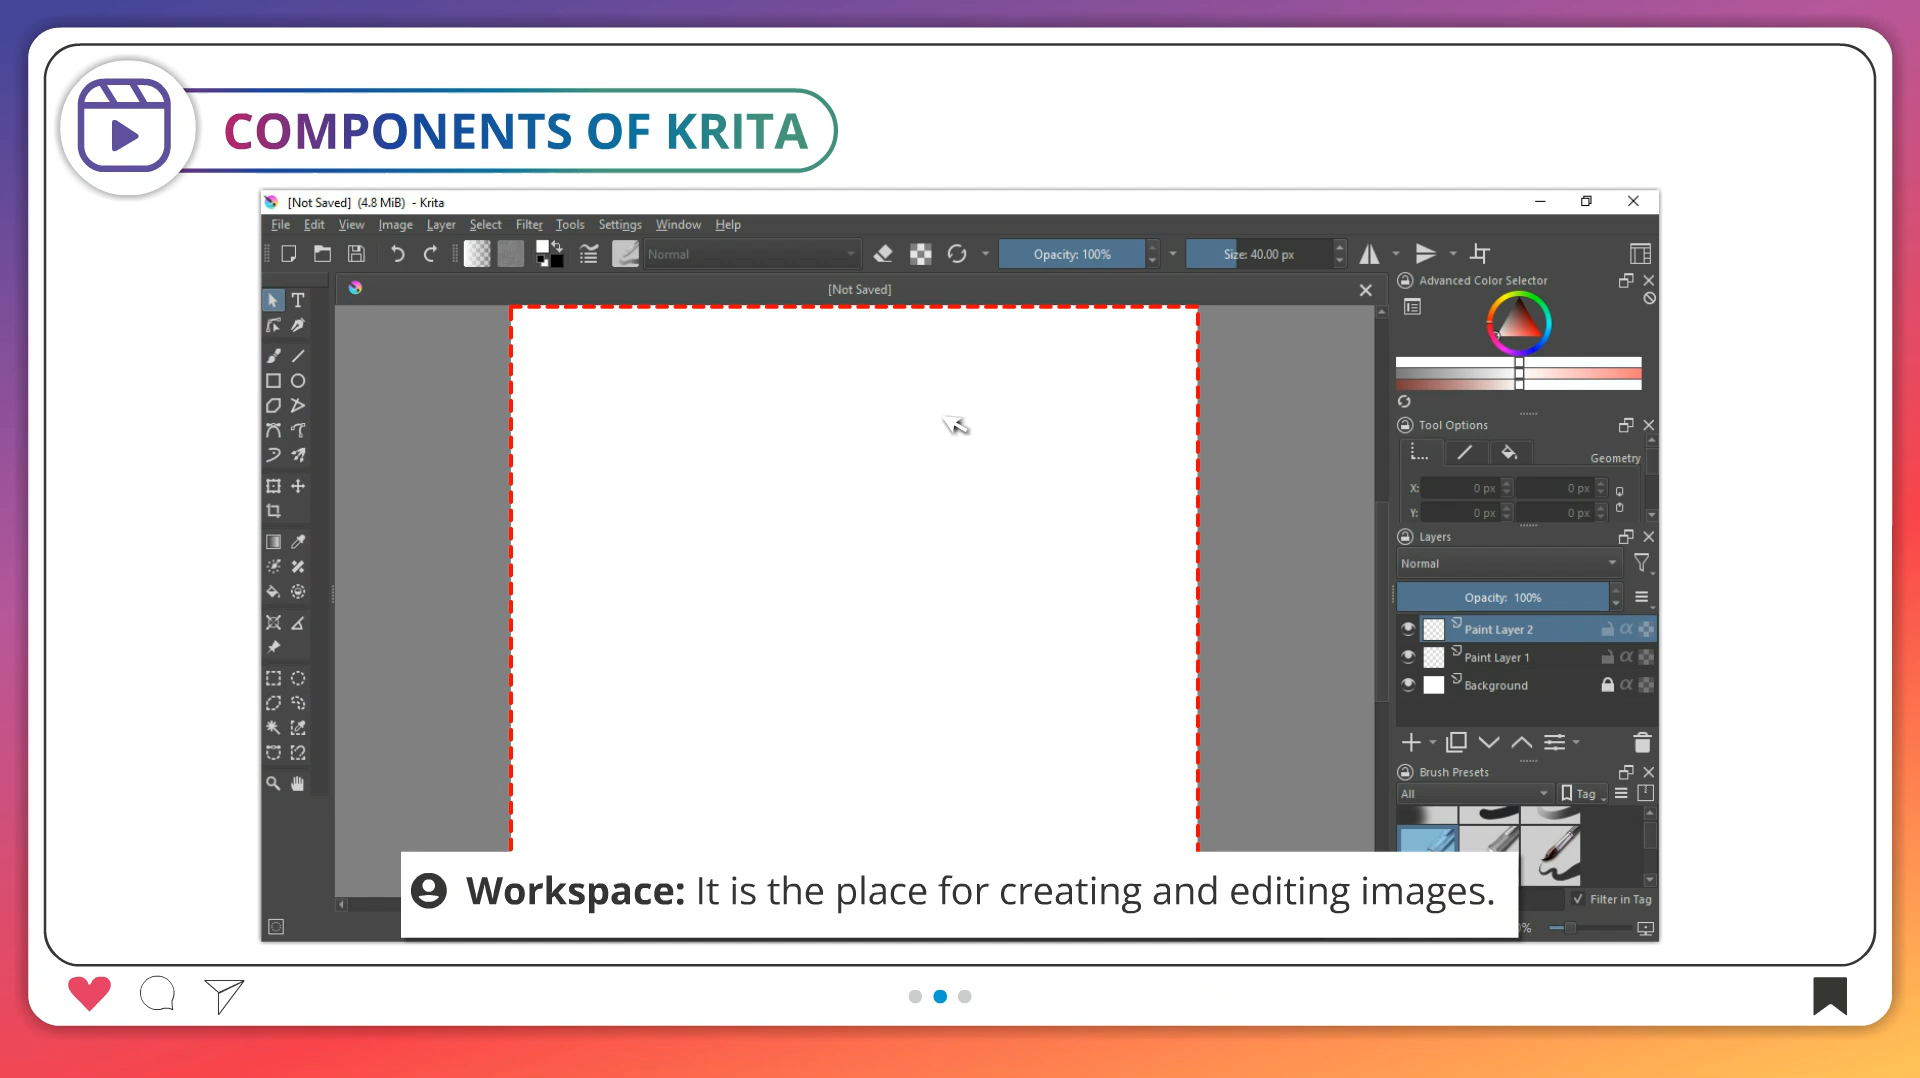 COMPONENTS OF KRITA
[Not Saved] (4.8 MiB) - Krita
File Edit View Image Layer Select Filter Tools Settings Window Help
Normal
Opacity: 100%
Size: 40.00 px
[Not Saved]
Advanced Color Selector
Tool Options
Geometry
X: 0 px 0 px
Y: 0 px 0 px
Layers
Normal
Opacity: 100%
Paint Layer 2
Paint Layer 1
Background
Brush Presets
All Tag
Filter in Tag
Workspace: It is the place for creating and editing images.